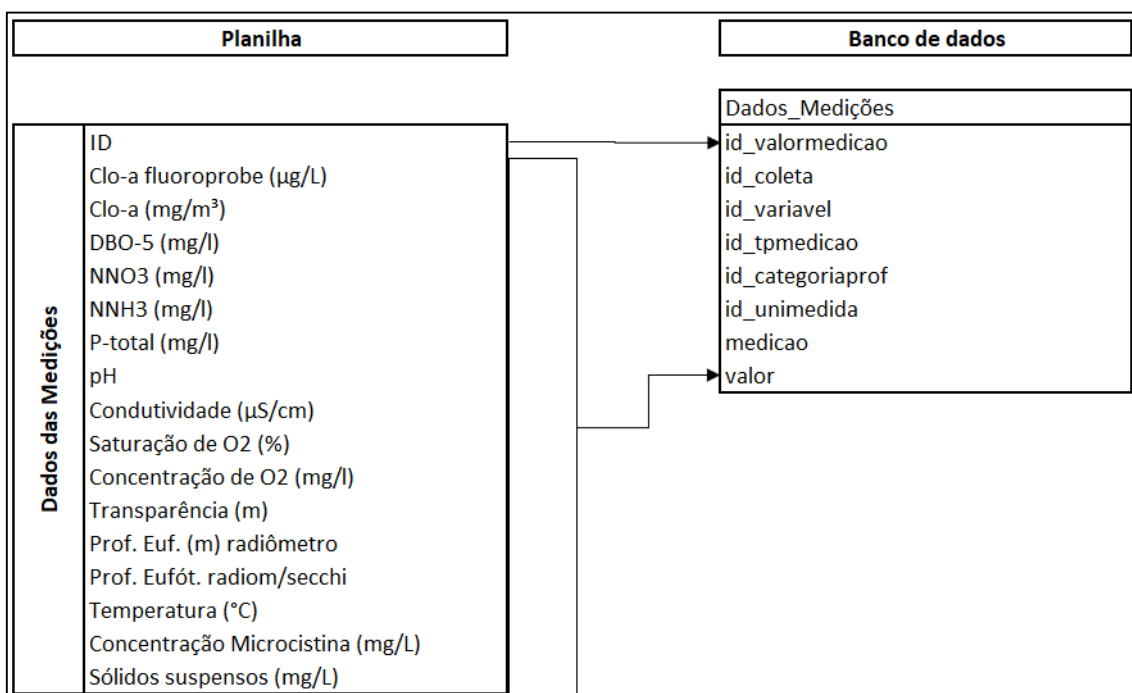 Planilha
Dados das Medições
ID
Clo-a fluoroprobe (µg/L)
Clo-a (mg/m³)
DBO-5 (mg/l)
NNO3 (mg/l)
NNH3 (mg/l)
P-total (mg/l)
pH
Condutividade (µS/cm)
Saturação de O2 (%)
Concentração de O2 (mg/l)
Transparência (m)
Prof. Euf. (m) radiômetro
Prof. Eufót. radiom/secchi
Temperatura (°C)
Concentração Microcistina (mg/L)
Sólidos suspensos (mg/L)
Banco de dados
Dados_Medições
id_valormedicao
id_coleta
id_variavel
id_tpmedicao
id_categoriaprof
id_unimedida
medicao
valor